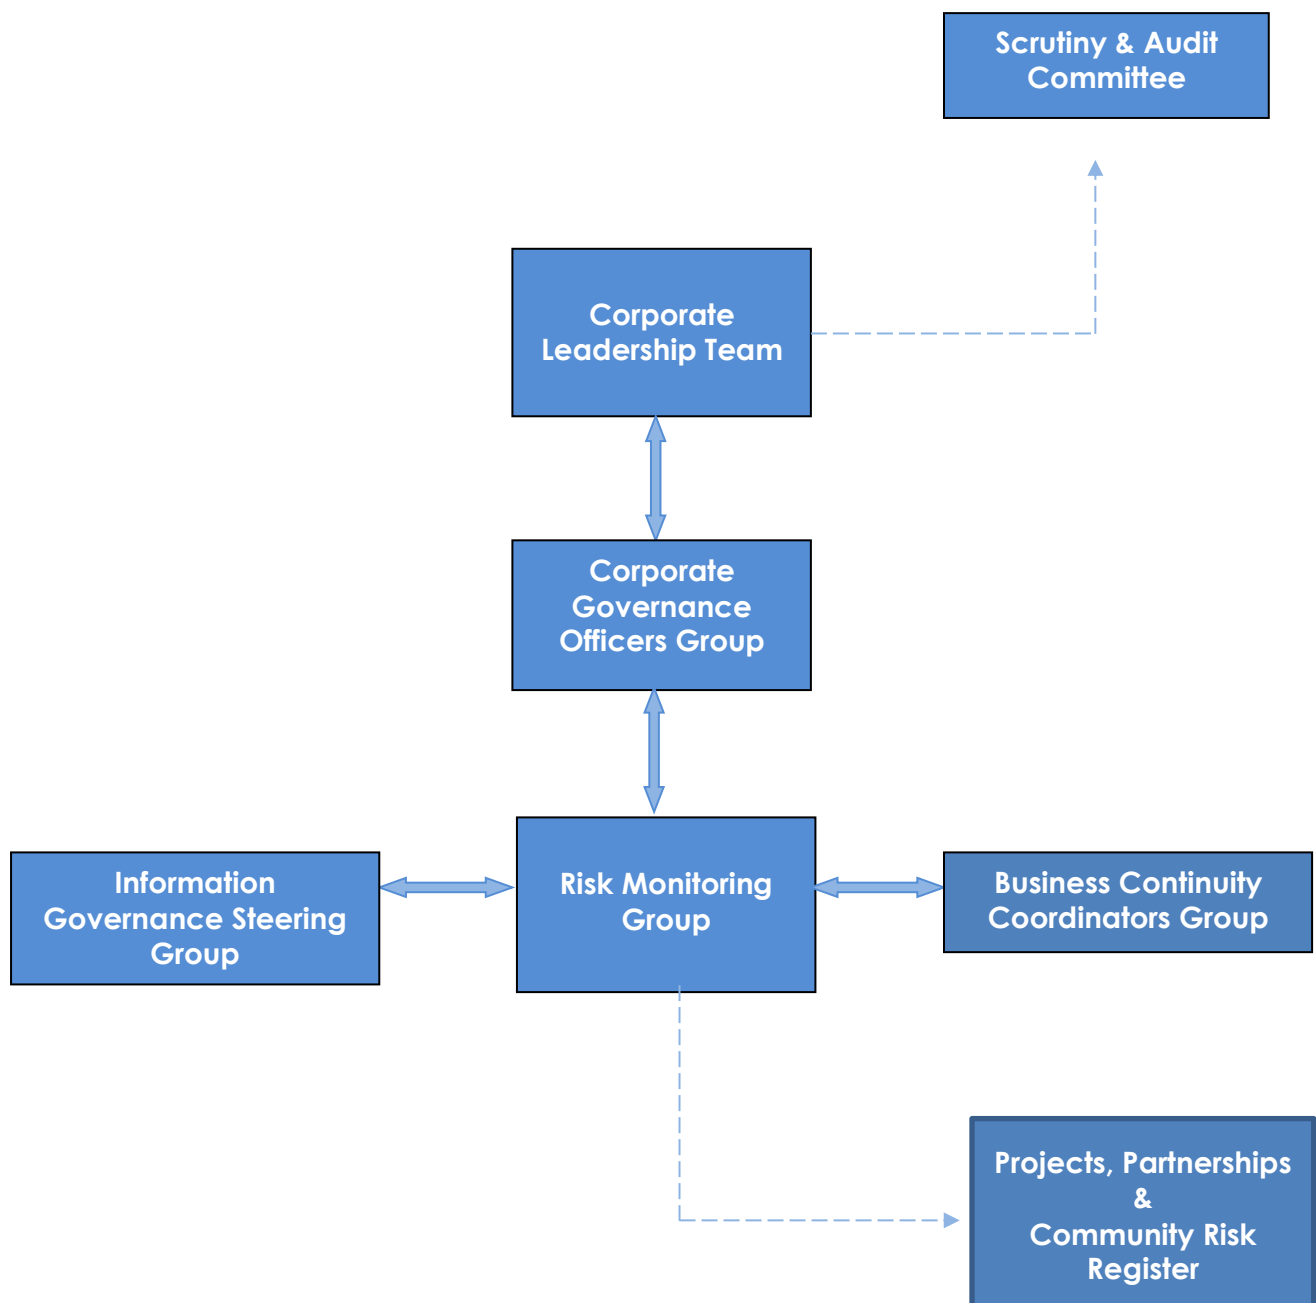 Scrutiny & Audit
Committee
Corporate
Leadership Team
Corporate
Governance
Officers Group
Information
Governance Steering
Group
Risk Monitoring
Group
Business Continuity
Coordinators Group
Projects, Partnerships
&
Community Risk
Register